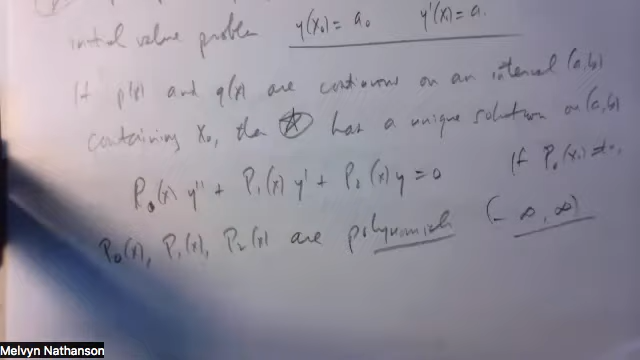 initial value problem y(x₀) = a₀ y'(x) = a₁
If p(x) and q(x) are continuous on an interval (a,b)
containing x₀, then has a unique solution on (a,b)
P₀(x) y'' + P₁(x) y' + P₂(x) y = 0 If P₀(x₀) ≠ 0,
P₀(x), P₁(x), P₂(x) are polynomials (-∞, ∞)
Melvyn Nathanson